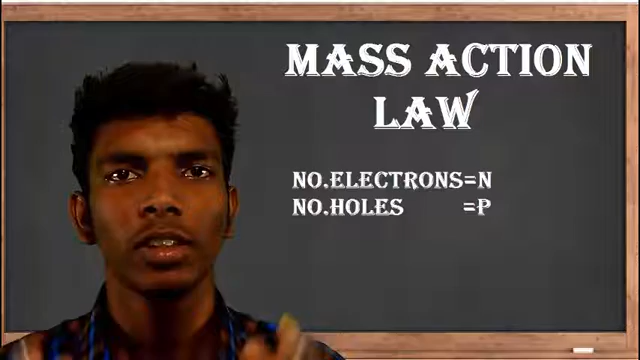 MASS ACTION
LAW
NO.ELECTRONS=N
NO.HOLES =P